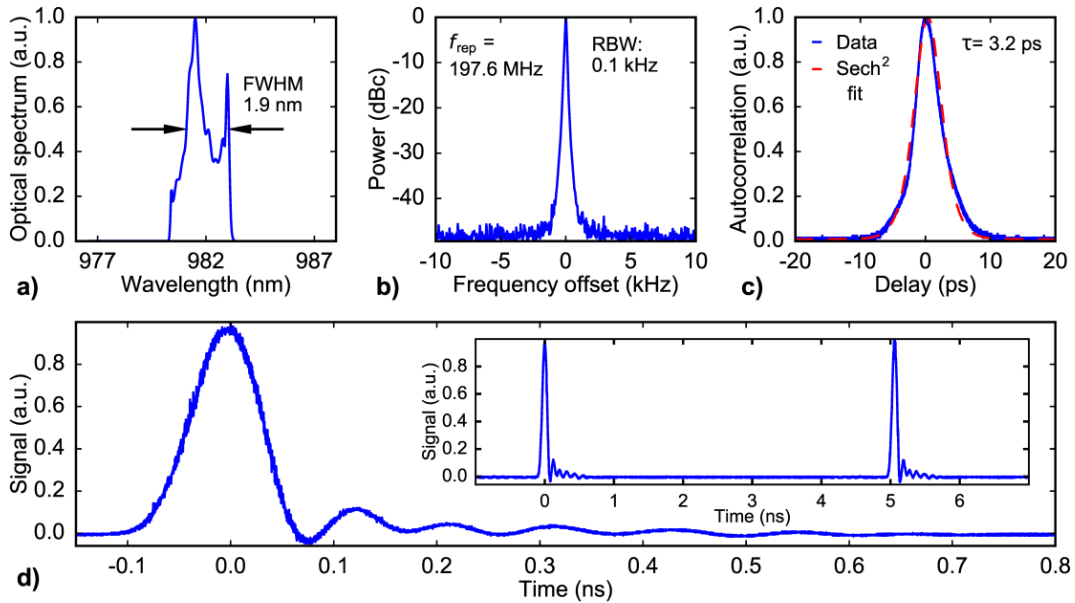 Optical spectrum (a.u.)
1.0
0.8
0.6
0.4
0.2
0.0
FWHM
1.9 nm
977
982
987
Wavelength (nm)
a)
Power (dBc)
0
-10
-20
-30
-40
f_rep =
197.6 MHz
RBW:
0.1 kHz
-10
-5
0
5
10
Frequency offset (kHz)
b)
Autocorrelation (a.u.)
1.0
0.8
0.6
0.4
0.2
0.0
Data
Sech²
fit
τ= 3.2 ps
-20
-10
0
10
20
Delay (ps)
c)
Signal (a.u.)
0.8
0.6
0.4
0.2
0.0
-0.1
0.0
0.1
0.2
0.3
0.4
0.5
0.6
0.7
0.8
Time (ns)
d)
Signal (a.u.)
0.8
0.6
0.4
0.2
0.0
0
1
2
3
4
5
6
Time (ns)